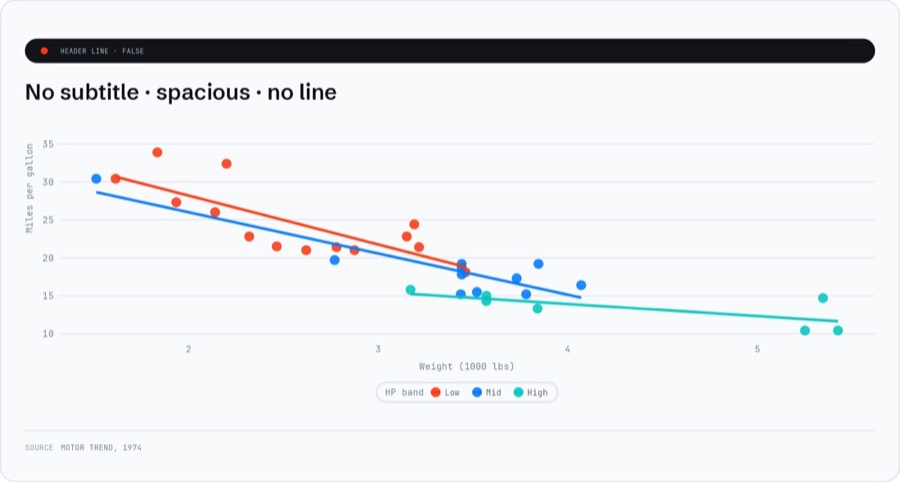 HEADER LINE · FALSE
No subtitle · spacious · no line
Miles per gallon
35
30
25
20
15
10
2 3 4 5
Weight (1000 lbs)
HP band Low Mid High
SOURCE MOTOR TREND, 1974